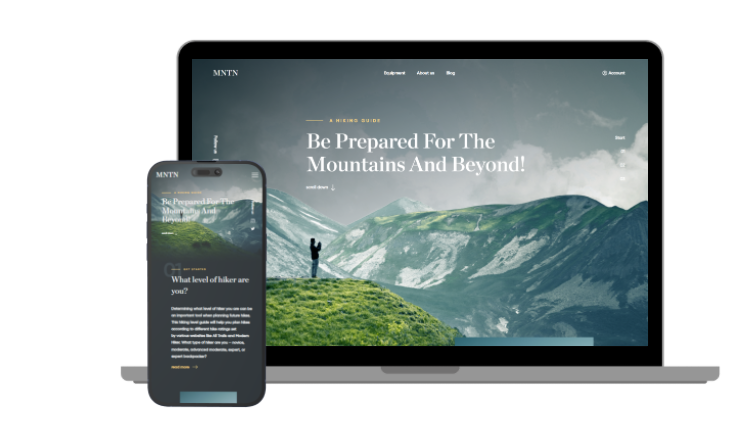 MNTN
Equipment About us Blog
Account
A HIKING GUIDE
Be Prepared For The
Mountains And Beyond!
scroll down
Follow us
Start
MNTN
A HIKING GUIDE
Be Prepared For The
Mountains And
Beyond!
01
GET STARTED
What level of hiker are
you?
Determining what level of hiker you are can be
an important tool when planning future hikes.
This hiking level guide will help you plan hikes
according to different hike ratings set
by various websites like All Trails and Modern
Hiker. What type of hiker are you – novice,
moderate, advanced moderate, expert, or
expert backpacker?
read more